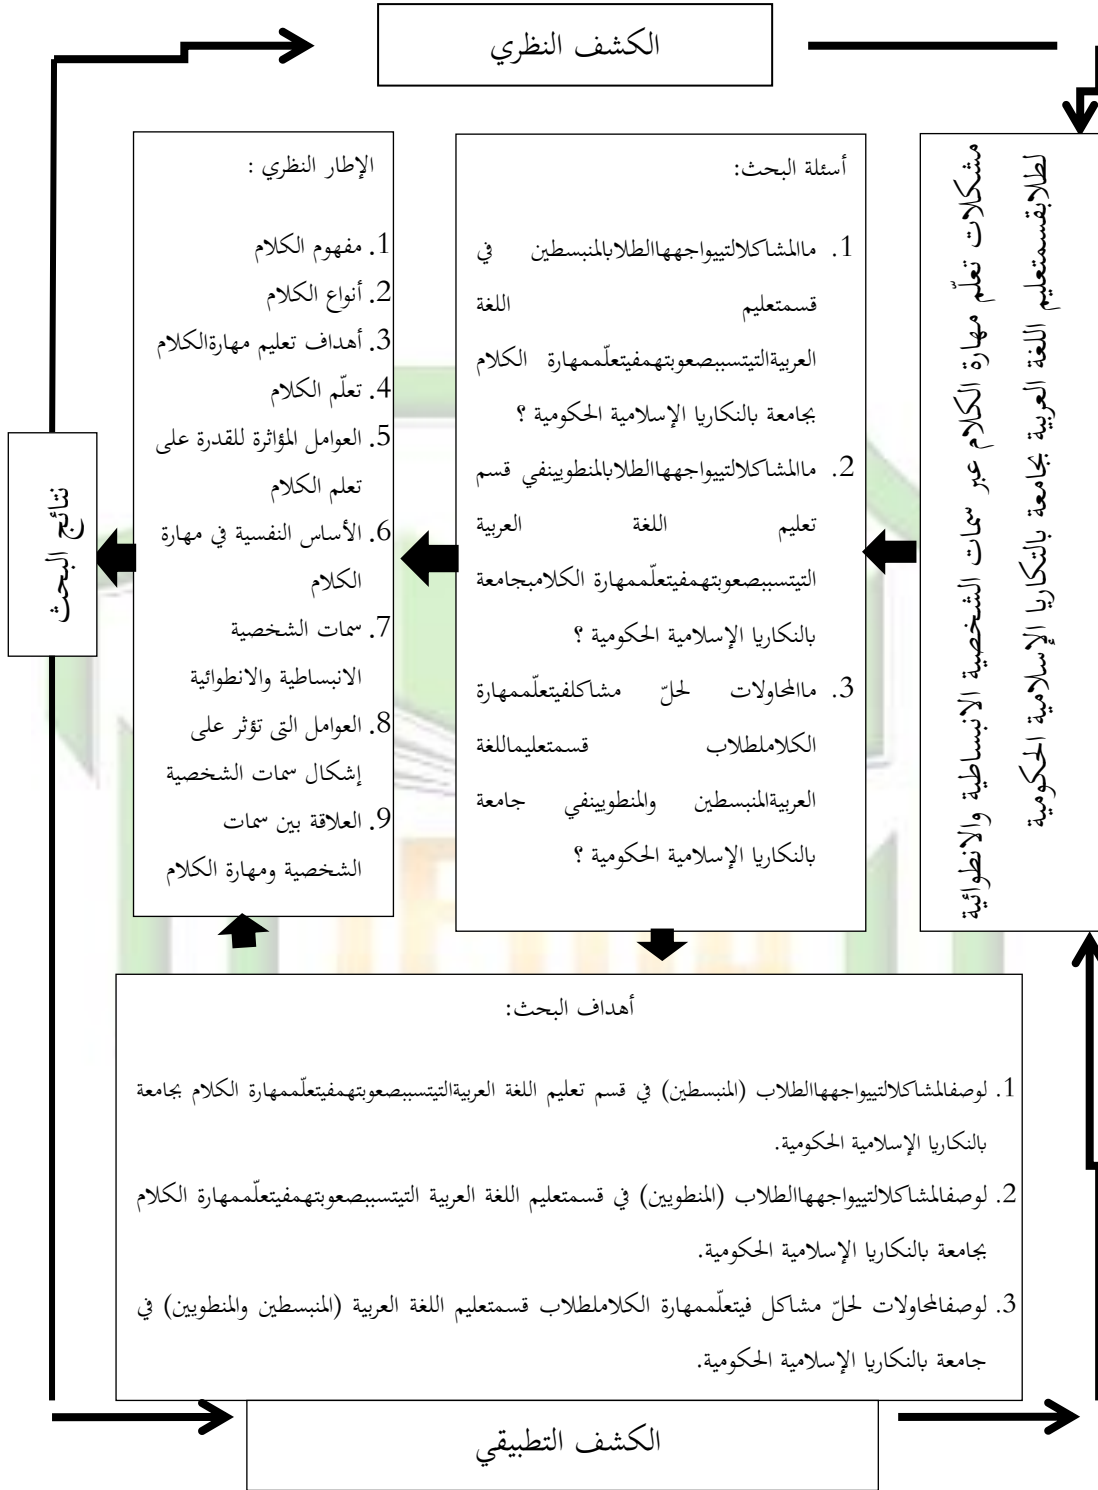 الكشف النظري
مشكلات تعلّم مهارة الكلام عبر سمات الشخصية الانبساطية والانطوائية
لطلابقسمتعليم اللغة العربية بجامعة بالنكاريا الإسلامية الحكومية
أسئلة البحث:
1. ماالمشاكلالتييواجههاالطلابالمنبسطين في
قسمتعليم اللغة
العربيةالتيتسببصعوبتهمفيتعلّممهارة الكلام
بجامعة بالنكاريا الإسلامية الحكومية ؟
2. ماالمشاكلالتييواجههاالطلابالمنطويينفي قسم
تعليم اللغة العربية
التيتسببصعوبتهمفيتعلّممهارة الكلامبجامعة
بالنكاريا الإسلامية الحكومية ؟
3. ماالمحاولات لحلّ مشاكلفيتعلّممهارة
الكلاملطلاب قسمتعليماللغة
العربيةالمنبسطين والمنطويينفي جامعة
بالنكاريا الإسلامية الحكومية ؟
الإطار النظري :
1. مفهوم الكلام
2. أنواع الكلام
3. أهداف تعليم مهارةالكلام
4. تعلّم الكلام
5. العوامل المؤاثرة للقدرة على
تعلم الكلام
6. الأساس النفسية في مهارة
الكلام
7. سمات الشخصية
الانبساطية والانطوائية
8. العوامل التى تؤثر على
إشكال سمات الشخصية
9. العلاقة بين سمات
الشخصية ومهارة الكلام
نتائج البحث
أهداف البحث:
1. لوصفالمشاكلالتييواجههاالطلاب (المنبسطين) في قسم تعليم اللغة العربيةالتيتسببصعوبتهمفيتعلّممهارة الكلام بجامعة
بالنكاريا الإسلامية الحكومية.
2. لوصفالمشاكلالتييواجههاالطلاب (المنطويين) في قسمتعليم اللغة العربية التيتسببصعوبتهمفيتعلّممهارة الكلام
بجامعة بالنكاريا الإسلامية الحكومية.
3. لوصفالمحاولات لحلّ مشاكل فيتعلّممهارة الكلاملطلاب قسمتعليم اللغة العربية (المنبسطين والمنطويين) في
جامعة بالنكاريا الإسلامية الحكومية.
الكشف التطبيقي